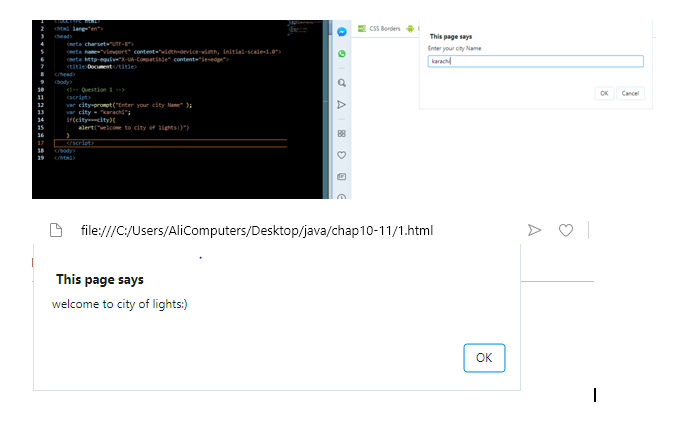 1 <!DOCTYPE html>
2 <html lang="en">
3 <head>
4 <meta charset="UTF-8">
5 <meta name="viewport" content="width=device-width, initial-scale=1.0">
6 <meta http-equiv="X-UA-Compatible" content="ie=edge">
7 <title>Document</title>
8 </head>
9 <body>
10 <!-- Question 1 -->
11 <script>
12 var city=prompt("Enter your city Name" );
13 var city = "karachi";
14 if(city==city){
15 alert("welcome to city of lights:)")
16 }
17 </script>
18 </body>
19 </html>
CSS Borders
This page says
Enter your city Name
karachi
OK Cancel
file:///C:/Users/AliComputers/Desktop/java/chap10-11/1.html
This page says
welcome to city of lights:)
OK